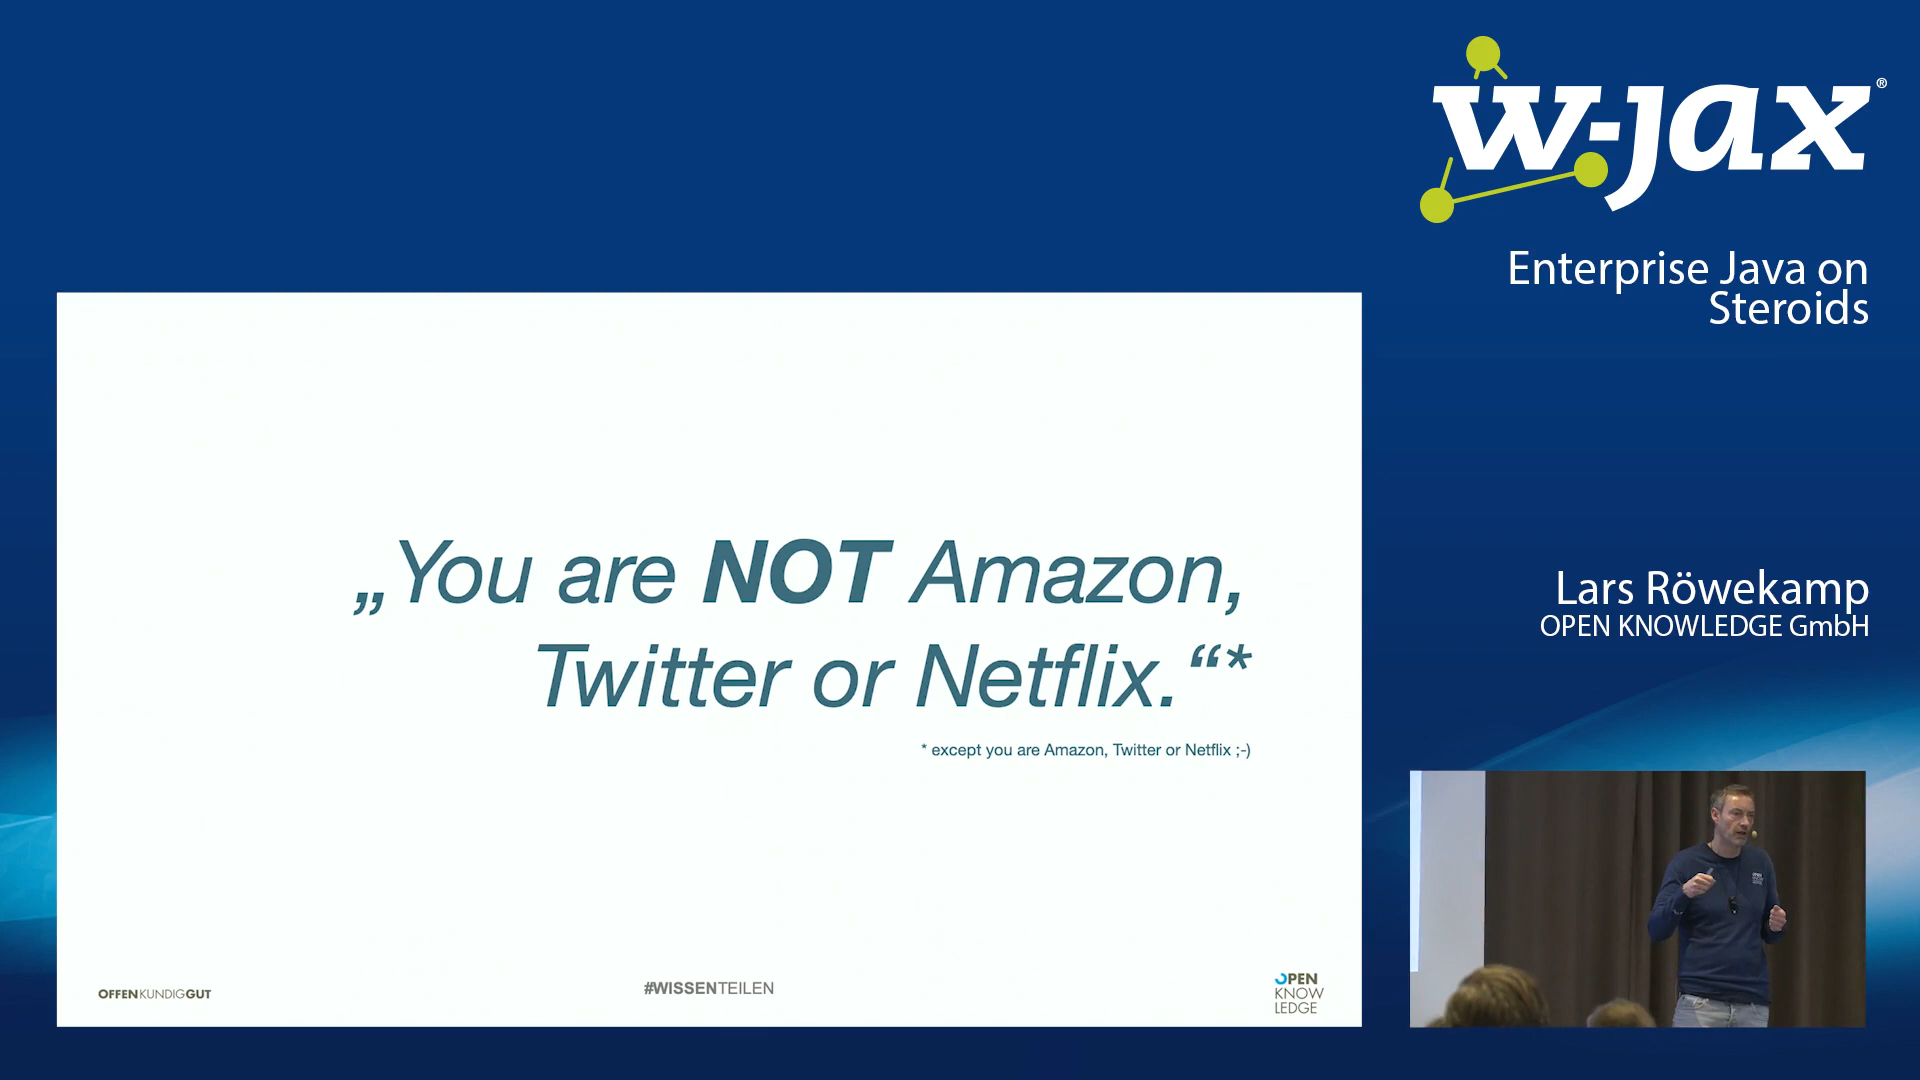 w-jax®
Enterprise Java on
Steroids
„You are NOT Amazon,
Twitter or Netflix.“*
* except you are Amazon, Twitter or Netflix ;-)
Lars Röwekamp
OPEN KNOWLEDGE GmbH
OFFENKUNDIGGUT
#WISSENTEILEN
OPEN
KNOW
LEDGE